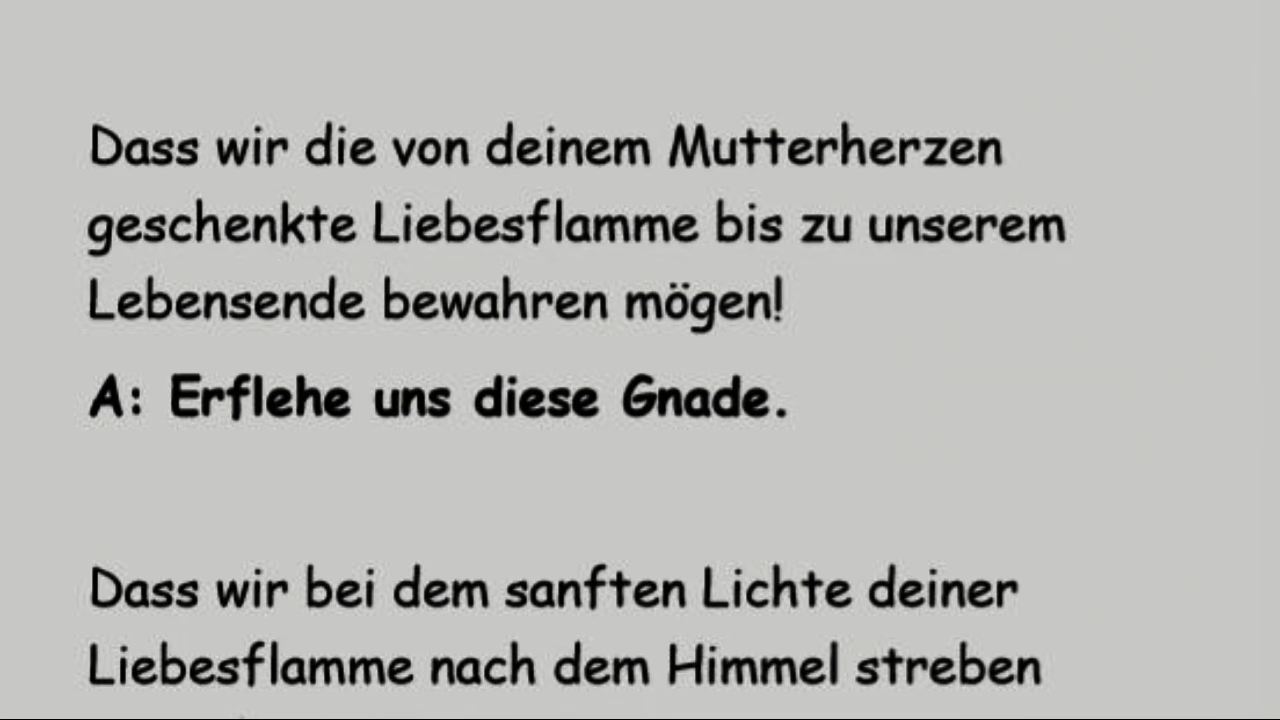 Dass wir die von deinem Mutterherzen
geschenkte Liebesflamme bis zu unserem
Lebensende bewahren mögen!
A: Erflehe uns diese Gnade.
Dass wir bei dem sanften Lichte deiner
Liebesflamme nach dem Himmel streben